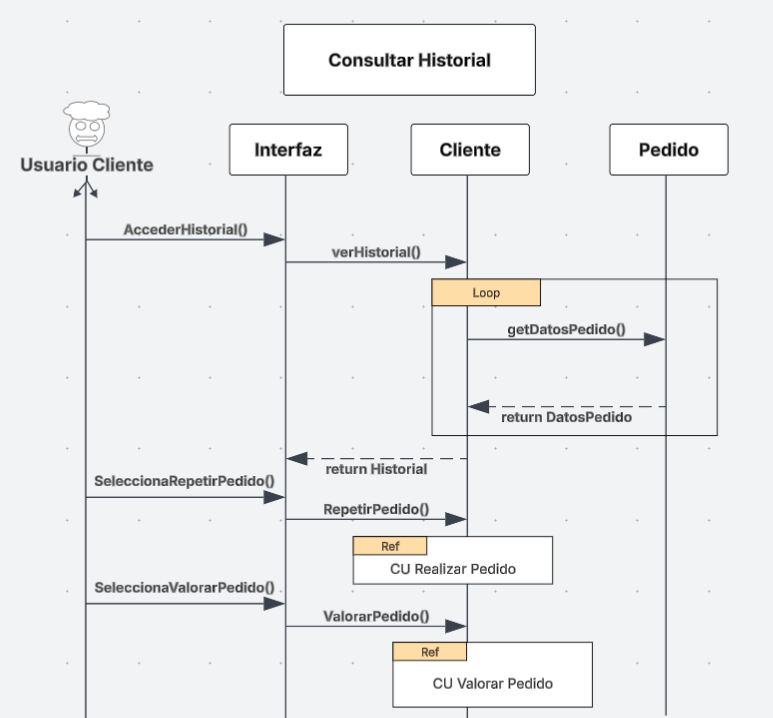 Consultar Historial
Usuario Cliente
Interfaz
Cliente
Pedido
AccederHistorial()
verHistorial()
Loop
getDatosPedido()
return DatosPedido
return Historial
SeleccionaRepetirPedido()
RepetirPedido()
Ref
CU Realizar Pedido
SeleccionaValorarPedido()
ValorarPedido()
Ref
CU Valorar Pedido